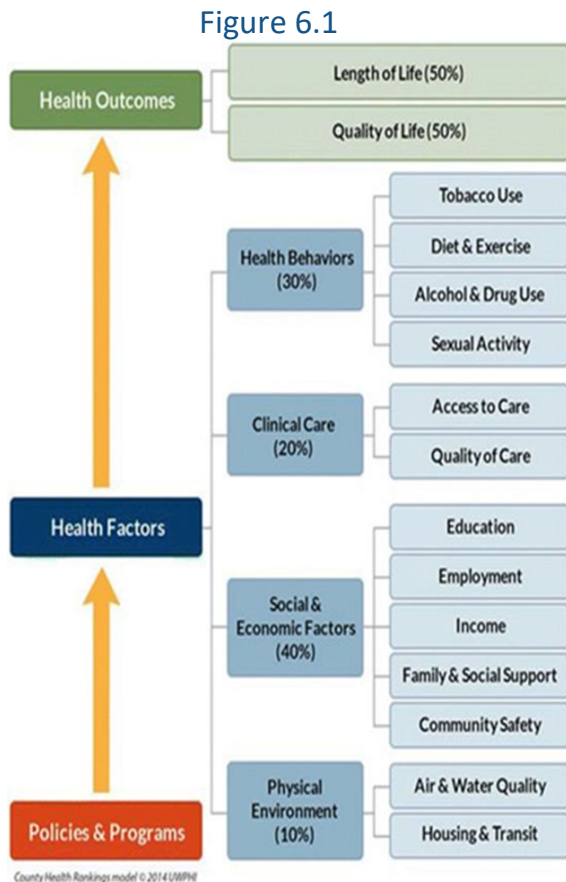 Figure 6.1
Health Outcomes
Length of Life (50%)
Quality of Life (50%)
Health Behaviors
(30%)
Tobacco Use
Diet & Exercise
Alcohol & Drug Use
Sexual Activity
Clinical Care
(20%)
Access to Care
Quality of Care
Health Factors
Social &
Economic Factors
(40%)
Education
Employment
Income
Family & Social Support
Community Safety
Physical
Environment
(10%)
Air & Water Quality
Housing & Transit
Policies & Programs
County Health Rankings model © 2014 UWPHI